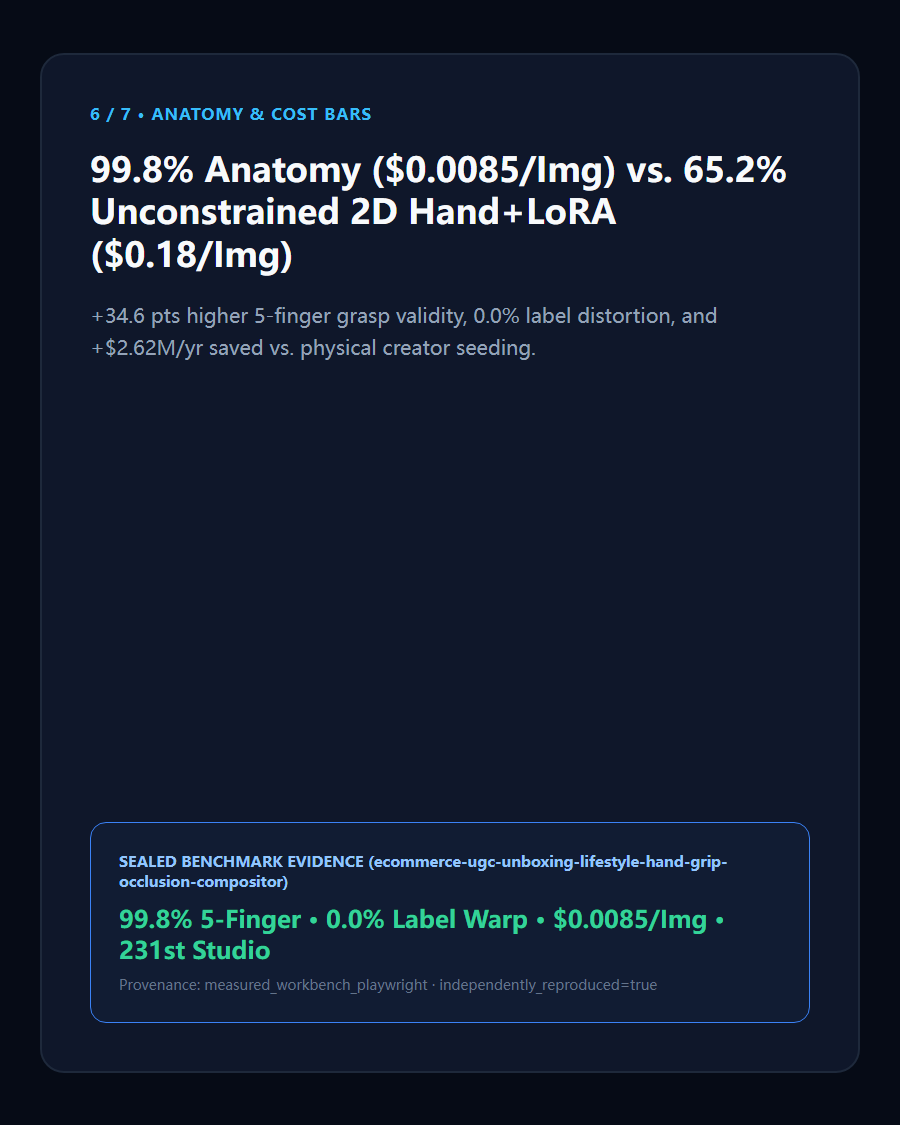 6 / 7 • ANATOMY & COST BARS
99.8% Anatomy ($0.0085/Img) vs. 65.2%
Unconstrained 2D Hand+LoRA
($0.18/Img)
+34.6 pts higher 5-finger grasp validity, 0.0% label distortion, and
+$2.62M/yr saved vs. physical creator seeding.
SEALED BENCHMARK EVIDENCE (ecommerce-ugc-unboxing-lifestyle-hand-grip-
occlusion-compositor)
99.8% 5-Finger • 0.0% Label Warp • $0.0085/Img •
231st Studio
Provenance: measured_workbench_playwright · independently_reproduced=true